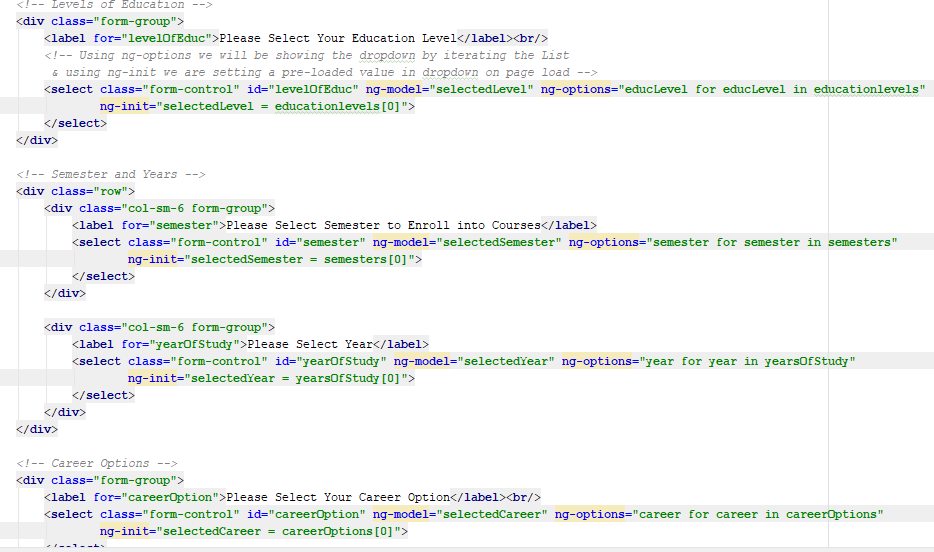 <!-- Levels of Education -->
<div class="form-group">
<label for="levelOfEduc">Please Select Your Education Level</label><br/>
<!-- Using ng-options we will be showing the dropdown by iterating the List
& using ng-init we are setting a pre-loaded value in dropdown on page load -->
<select class="form-control" id="levelOfEduc" ng-model="selectedLevel" ng-options="educLevel for educLevel in educationlevels"
ng-init="selectedLevel = educationlevels[0]">
</select>
</div>
<!-- Semester and Years -->
<div class="row">
<div class="col-sm-6 form-group">
<label for="semester">Please Select Semester to Enroll into Courses</label>
<select class="form-control" id="semester" ng-model="selectedSemester" ng-options="semester for semester in semesters"
ng-init="selectedSemester = semesters[0]">
</select>
</div>
<div class="col-sm-6 form-group">
<label for="yearOfStudy">Please Select Year</label>
<select class="form-control" id="yearOfStudy" ng-model="selectedYear" ng-options="year for year in yearsOfStudy"
ng-init="selectedYear = yearsOfStudy[0]">
</select>
</div>
</div>
<!-- Career Options -->
<div class="form-group">
<label for="careerOption">Please Select Your Career Option</label><br/>
<select class="form-control" id="careerOption" ng-model="selectedCareer" ng-options="career for career in careerOptions"
ng-init="selectedCareer = careerOptions[0]">
</select>